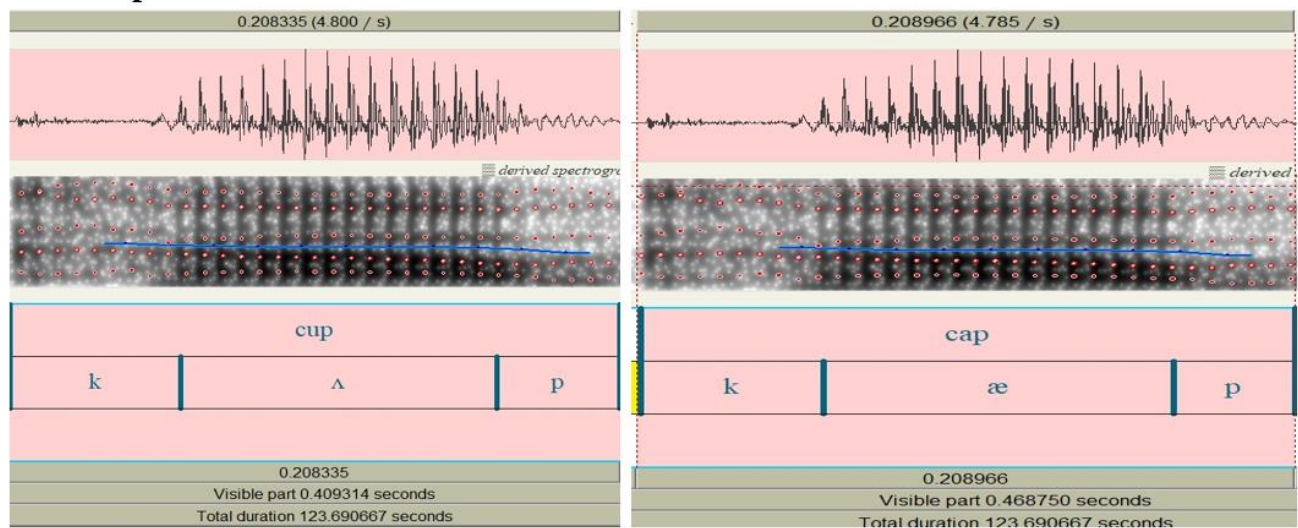 0.208335 (4.800 / s)
derived spectrogra
cup
k ʌ p
0.208335
Visible part 0.409314 seconds
Total duration 123.690667 seconds
0.208966 (4.785 / s)
derived
cap
k æ p
0.208966
Visible part 0.468750 seconds
Total duration 123.690667 seconds